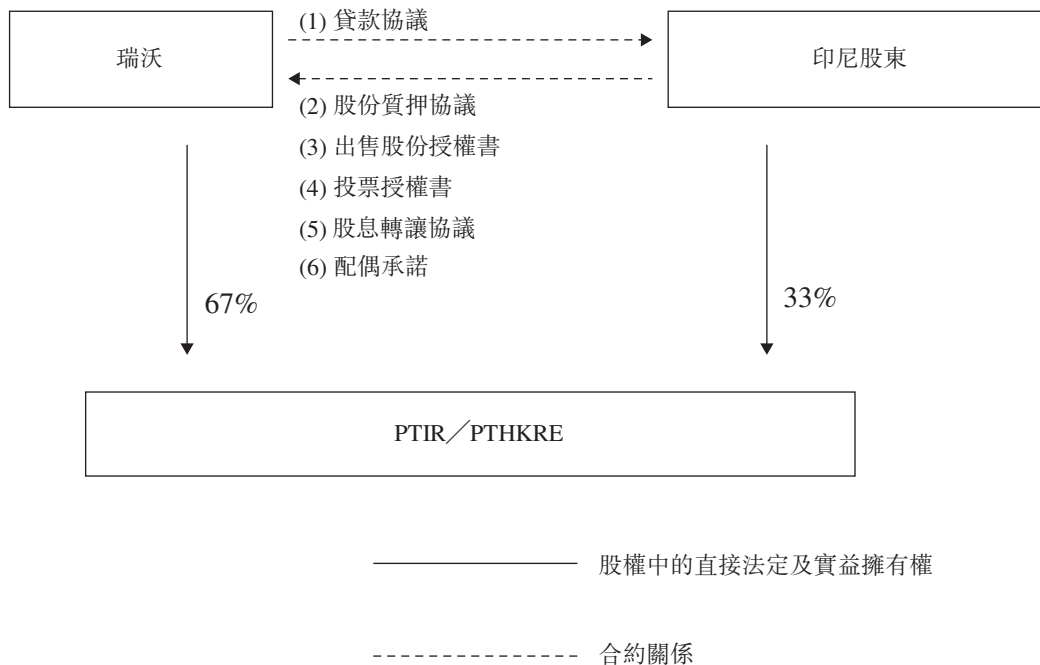 (1) 貸款協議
瑞沃
印尼股東
(2) 股份質押協議
(3) 出售股份授權書
(4) 投票授權書
(5) 股息轉讓協議
(6) 配偶承諾
67%
33%
PTIR／PTHKRE
股權中的直接法定及實益擁有權
合約關係